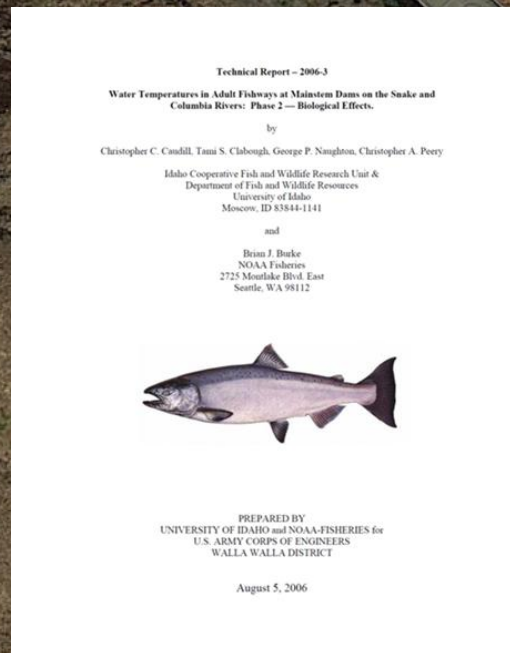 Technical Report – 2006-3
Water Temperatures in Adult Fishways at Mainstem Dams on the Snake and
Columbia Rivers: Phase 2 — Biological Effects.
by
Christopher C. Caudill, Tami S. Clabough, George P. Naughton, Christopher A. Peery
Idaho Cooperative Fish and Wildlife Research Unit &
Department of Fish and Wildlife Resources
University of Idaho
Moscow, ID 83844-1141
and
Brian J. Burke
NOAA Fisheries
2725 Montlake Blvd. East
Seattle, WA 98112
PREPARED BY
UNIVERSITY OF IDAHO and NOAA-FISHERIES for
U.S. ARMY CORPS OF ENGINEERS
WALLA WALLA DISTRICT
August 5, 2006